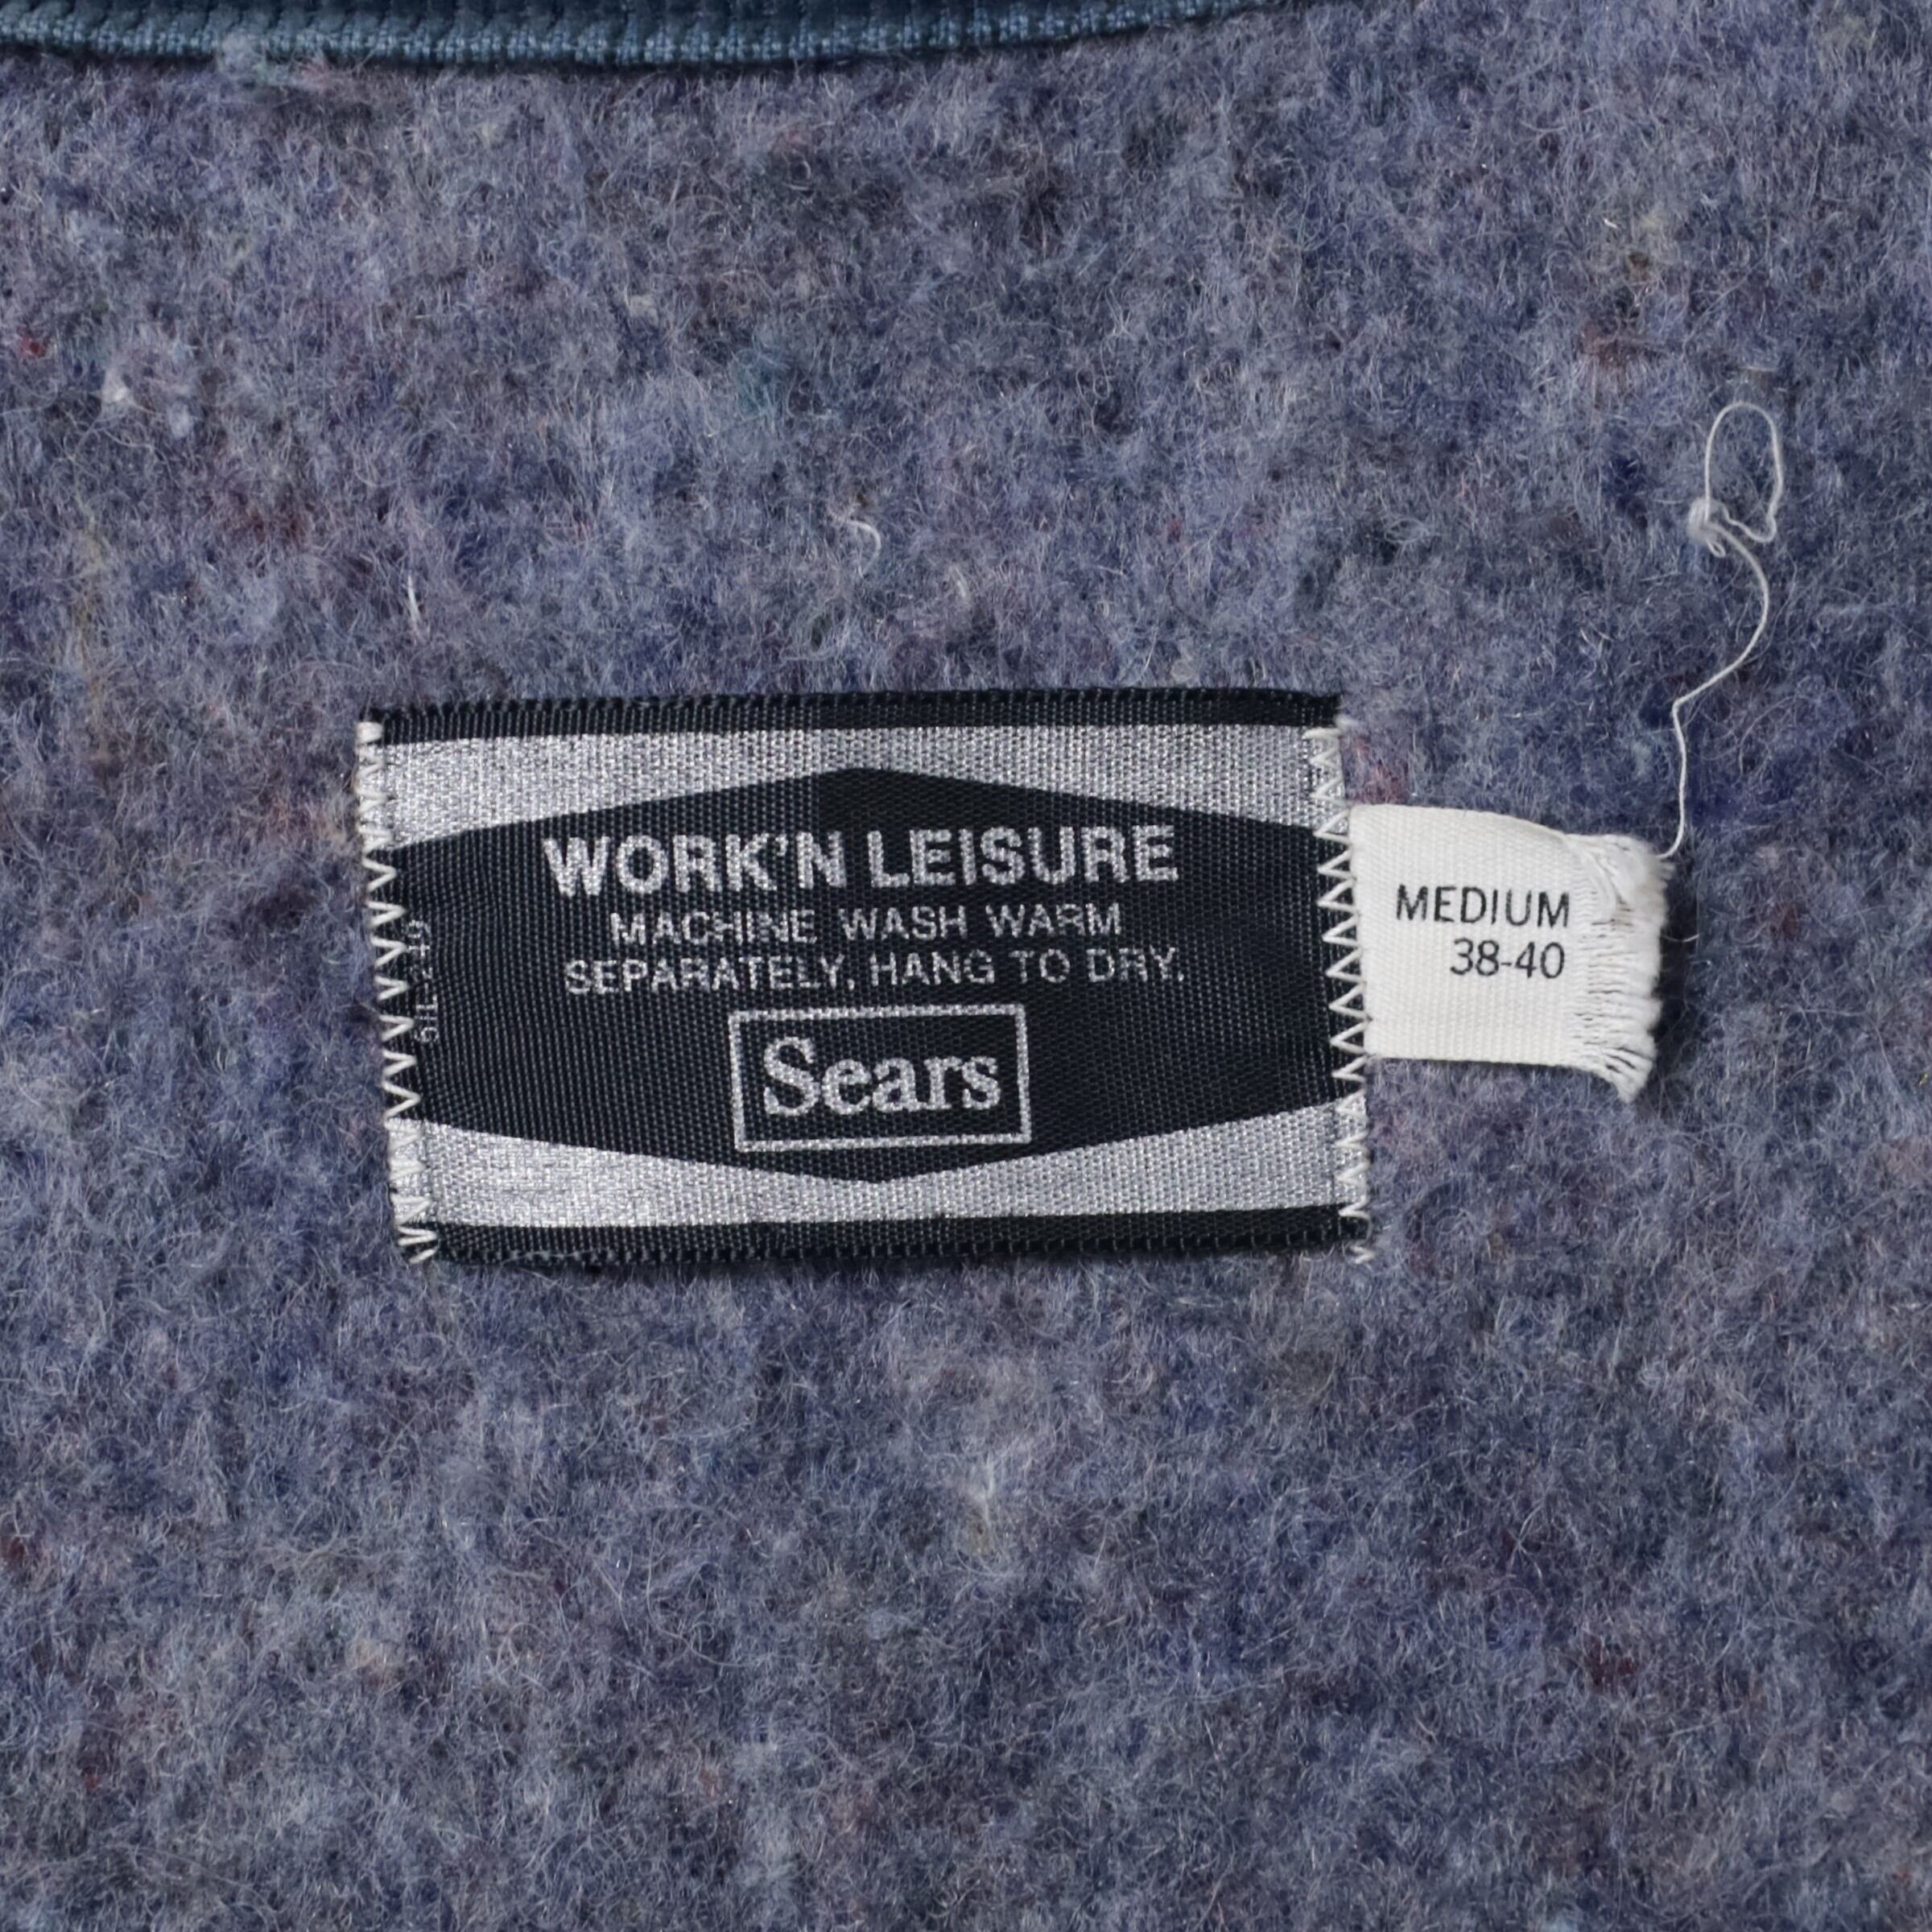 WORK'N LEISURE
MACHINE WASH WARM
SEPARATELY, HANG TO DRY.
Sears
MEDIUM
38-40